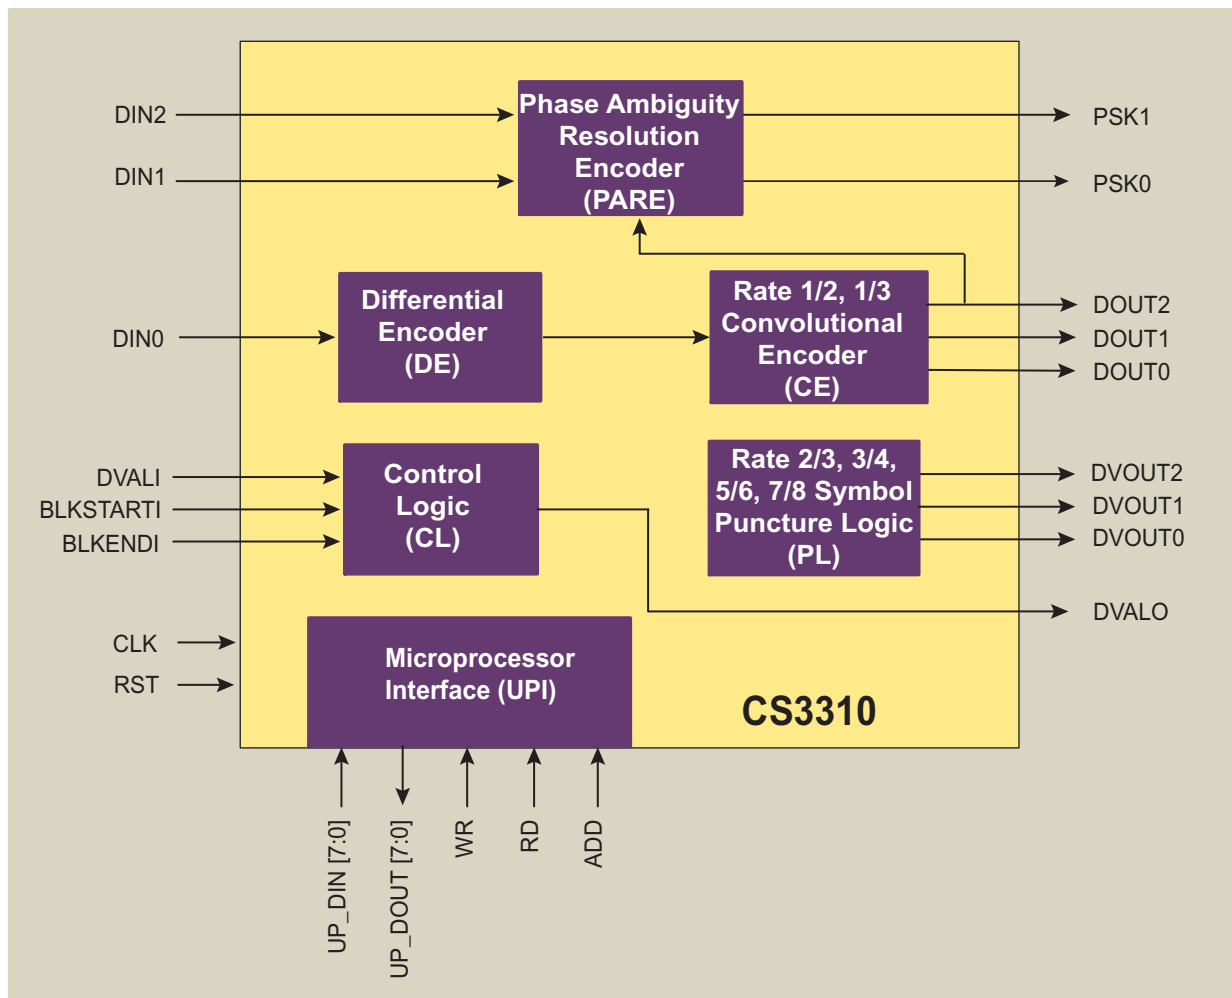 DIN2
DIN1
Phase Ambiguity
Resolution
Encoder
(PARE)
PSK1
PSK0
DIN0
Differential
Encoder
(DE)
Rate 1/2, 1/3
Convolutional
Encoder
(CE)
DOUT2
DOUT1
DOUT0
DVALI
BLKSTARTI
BLKENDI
Control
Logic
(CL)
Rate 2/3, 3/4,
5/6, 7/8 Symbol
Puncture Logic
(PL)
DVOUT2
DVOUT1
DVOUT0
DVALO
CLK
RST
Microprocessor
Interface (UPI)
CS3310
UP_DIN [7:0]
UP_DOUT [7:0]
WR
RD
ADD